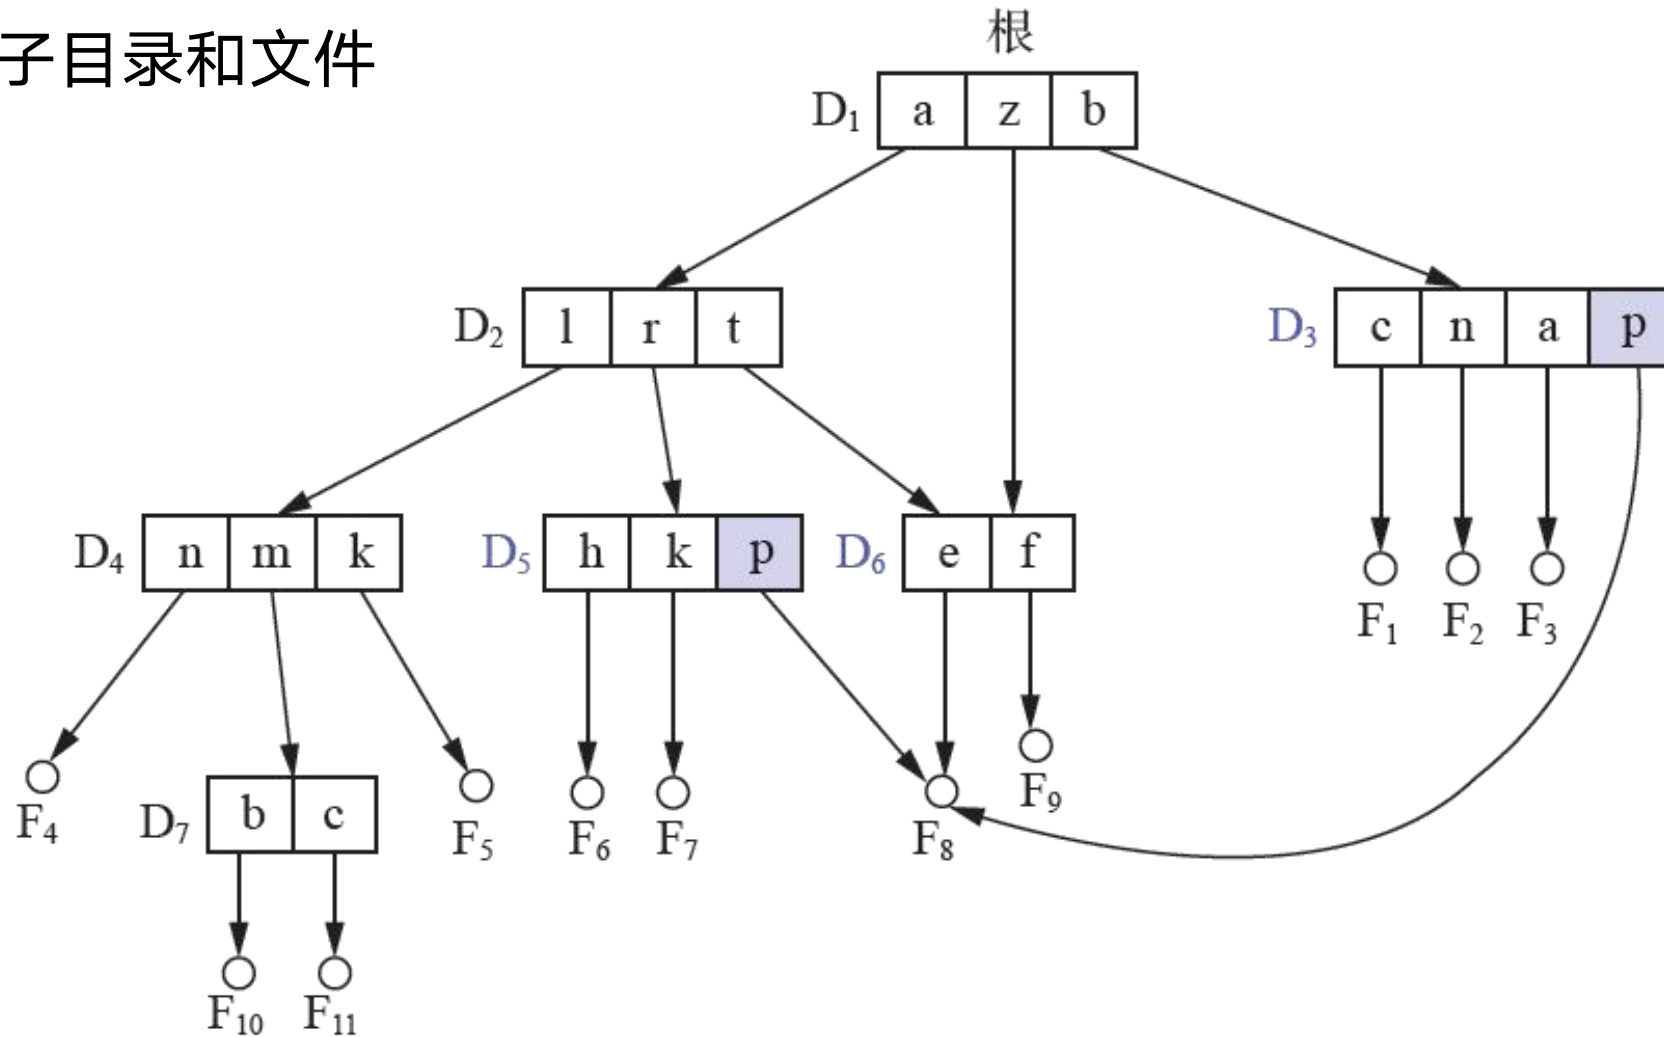 子目录和文件
根
D₁ a z b
D₂ l r t
D₃ c n a p
D₄ n m k
D₅ h k p
D₆ e f
F₁ F₂ F₃
F₄
D₇ b c
F₅
F₆ F₇
F₈
F₉
F₁₀ F₁₁